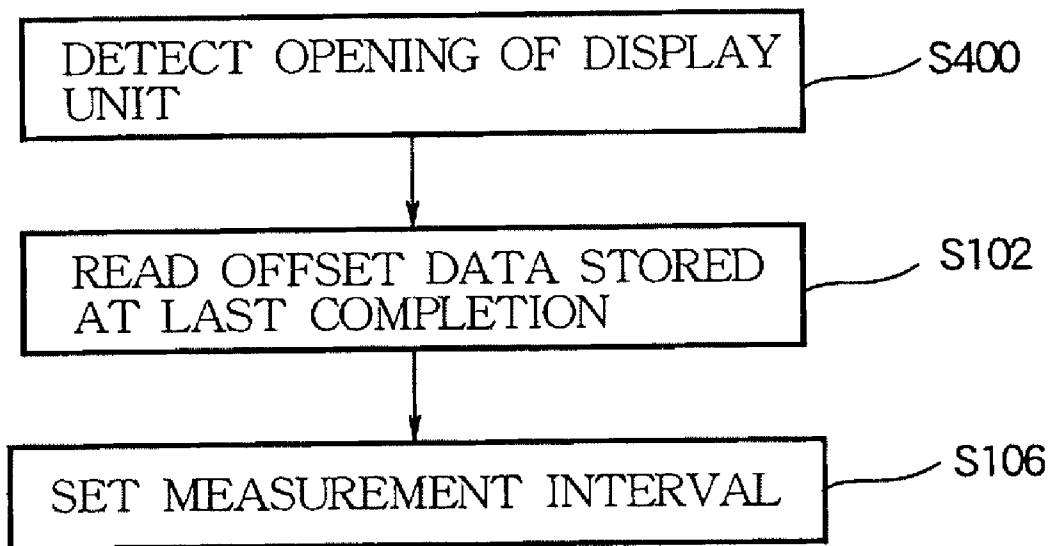 DETECT OPENING OF DISPLAY
UNIT
S400
READ OFFSET DATA STORED
AT LAST COMPLETION
S102
SET MEASUREMENT INTERVAL
S106